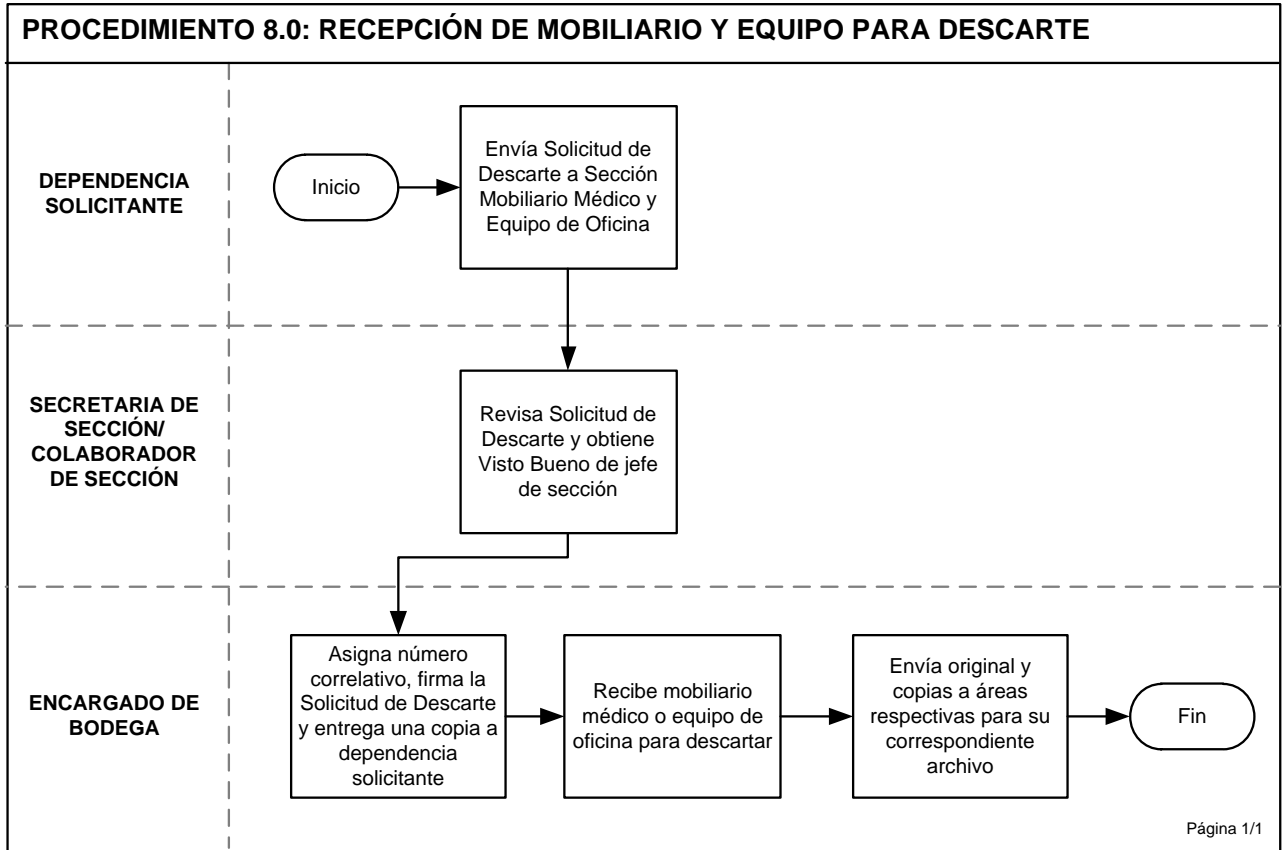 PROCEDIMIENTO 8.0: RECEPCIÓN DE MOBILIARIO Y EQUIPO PARA DESCARTE
DEPENDENCIA
SOLICITANTE
Inicio
Envía Solicitud de
Descarte a Sección
Mobiliario Médico y
Equipo de Oficina
SECRETARIA DE
SECCIÓN/
COLABORADOR
DE SECCIÓN
Revisa Solicitud de
Descarte y obtiene
Visto Bueno de jefe
de sección
ENCARGADO DE
BODEGA
Asigna número
correlativo, firma la
Solicitud de Descarte
y entrega una copia a
dependencia
solicitante
Recibe mobiliario
médico o equipo de
oficina para descartar
Envía original y
copias a áreas
respectivas para su
correspondiente
archivo
Fin
Página 1/1